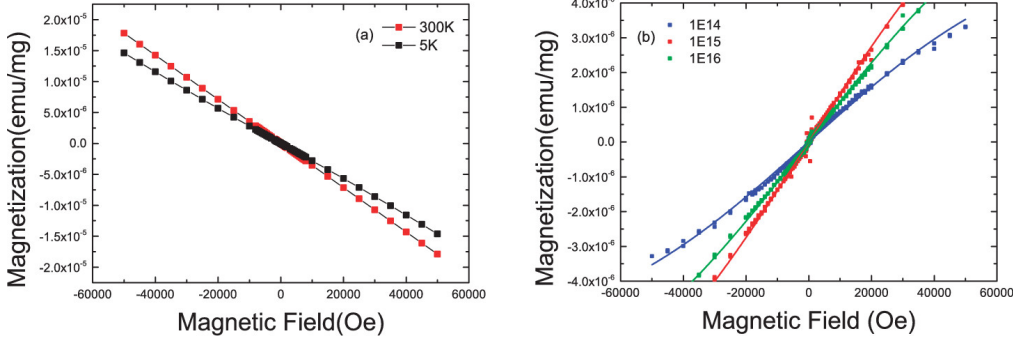 (a)
300K
5K
2.0x10⁻⁵
1.5x10⁻⁵
1.0x10⁻⁵
5.0x10⁻⁶
0.0
-5.0x10⁻⁶
-1.0x10⁻⁵
-1.5x10⁻⁵
-2.0x10⁻⁵
Magnetization(emu/mg)
-60000 -40000 -20000 0 20000 40000 60000
Magnetic Field(Oe)
(b)
1E14
1E15
1E16
4.0x10⁻⁶
3.0x10⁻⁶
2.0x10⁻⁶
1.0x10⁻⁶
0.0
-1.0x10⁻⁶
-2.0x10⁻⁶
-3.0x10⁻⁶
-4.0x10⁻⁶
Magnetization(emu/mg)
-60000 -40000 -20000 0 20000 40000 60000
Magnetic Field (Oe)